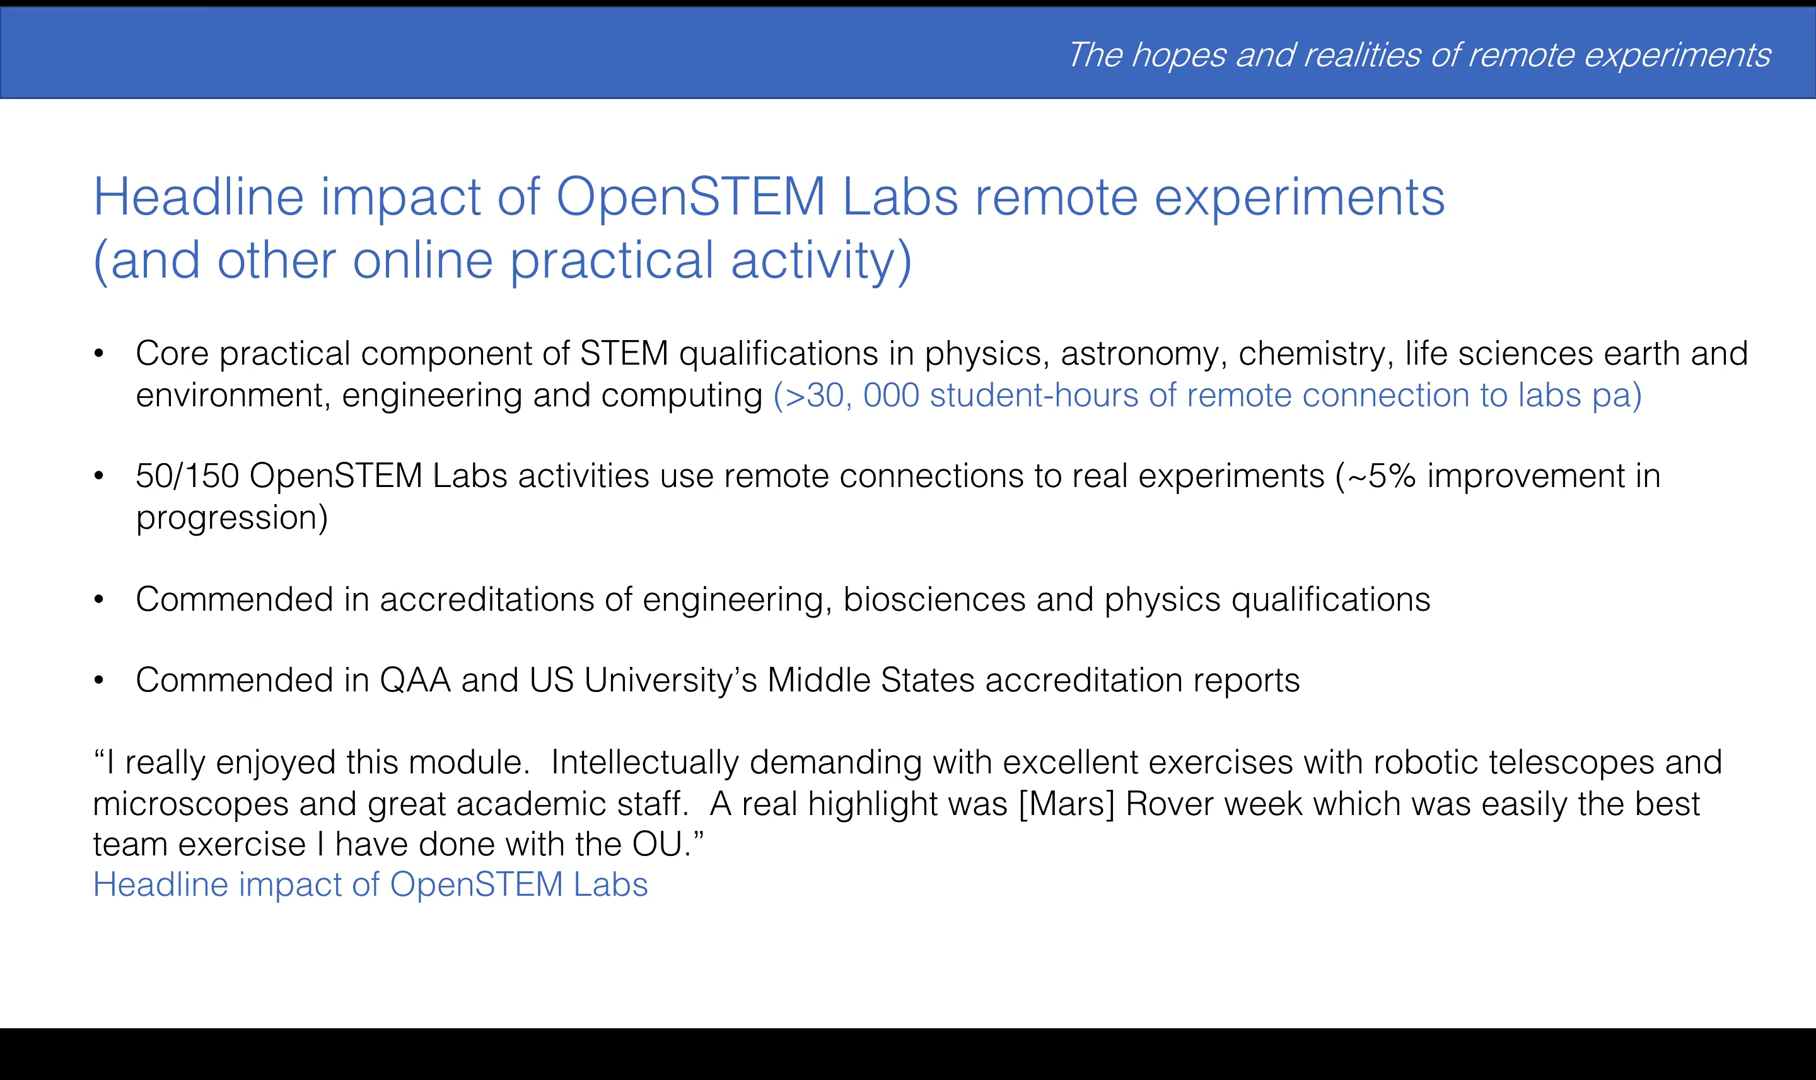 The hopes and realities of remote experiments
Headline impact of OpenSTEM Labs remote experiments
(and other online practical activity)
• Core practical component of STEM qualifications in physics, astronomy, chemistry, life sciences earth and
environment, engineering and computing (>30, 000 student-hours of remote connection to labs pa)
• 50/150 OpenSTEM Labs activities use remote connections to real experiments (~5% improvement in
progression)
• Commended in accreditations of engineering, biosciences and physics qualifications
• Commended in QAA and US University’s Middle States accreditation reports
“I really enjoyed this module.  Intellectually demanding with excellent exercises with robotic telescopes and
microscopes and great academic staff.  A real highlight was [Mars] Rover week which was easily the best
team exercise I have done with the OU.”
Headline impact of OpenSTEM Labs